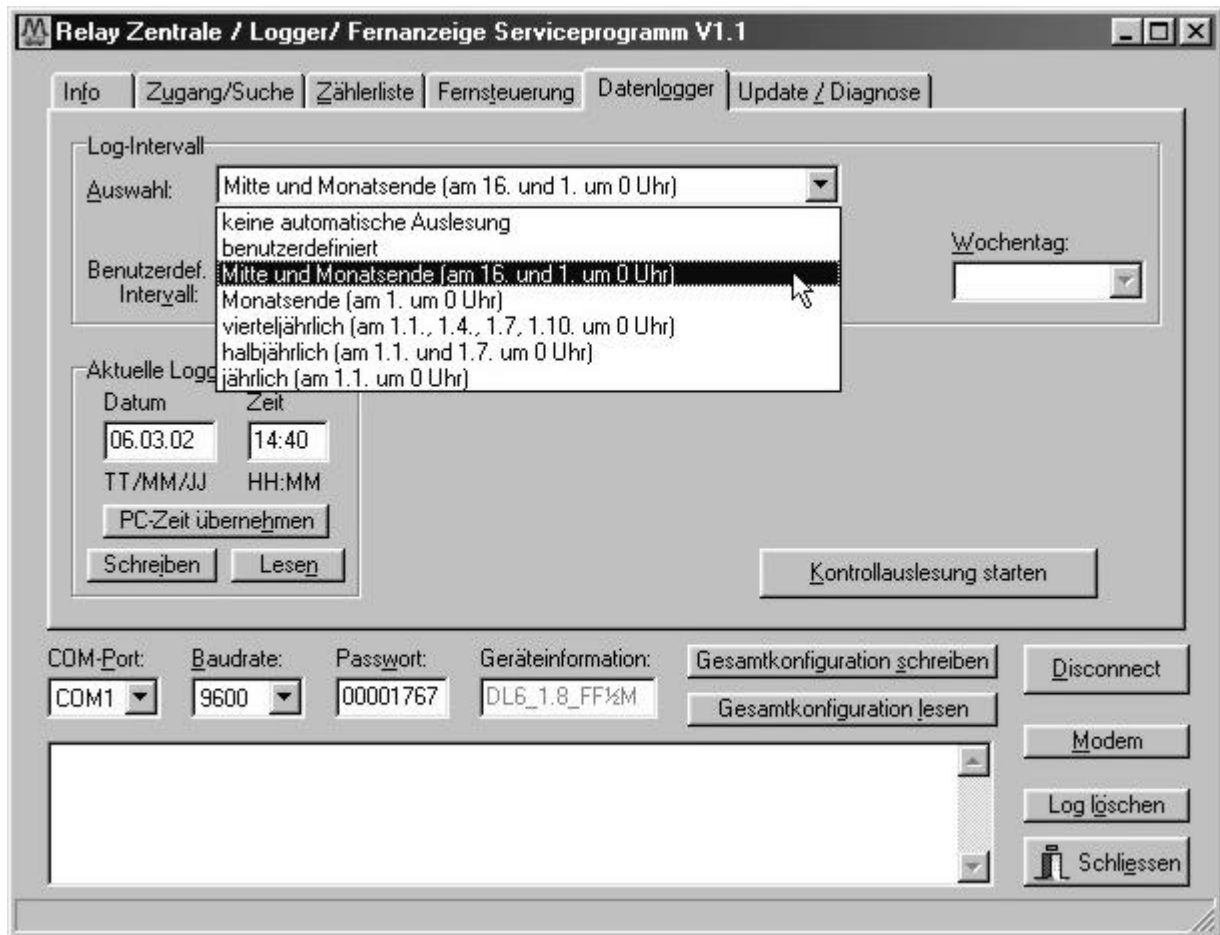 Relay Zentrale / Logger/ Fernanzeige Serviceprogramm V1.1
Info Zugang/Suche Zählerliste Fernsteuerung Datenlogger Update / Diagnose
Log-Intervall
Auswahl:
Mitte und Monatsende (am 16. und 1. um 0 Uhr)
keine automatische Auslesung
benutzerdefiniert
Mitte und Monatsende (am 16. und 1. um 0 Uhr)
Monatsende (am 1. um 0 Uhr)
vierteljährlich (am 1.1., 1.4., 1.7, 1.10. um 0 Uhr)
halbjährlich (am 1.1. und 1.7. um 0 Uhr)
jährlich (am 1.1. um 0 Uhr)
Benutzerdef.
Intervall:
Wochentag:
Aktuelle Logg
Datum Zeit
06.03.02 14:40
TT/MM/JJ HH:MM
PC-Zeit übernehmen
Schreiben Lesen
Kontrollauslesung starten
COM-Port: Baudrate: Passwort: Geräteinformation:
COM1 9600 00001767 DL6_1.8_FF½M
Gesamtkonfiguration schreiben
Gesamtkonfiguration lesen
Disconnect
Modem
Log löschen
Schliessen